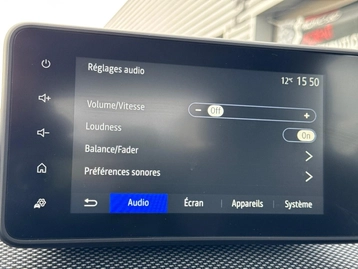 Réglages audio
12°C 15 50
Volume/Vitesse
Off
Loudness
On
Balance/Fader
Préférences sonores
Audio Écran Appareils Système